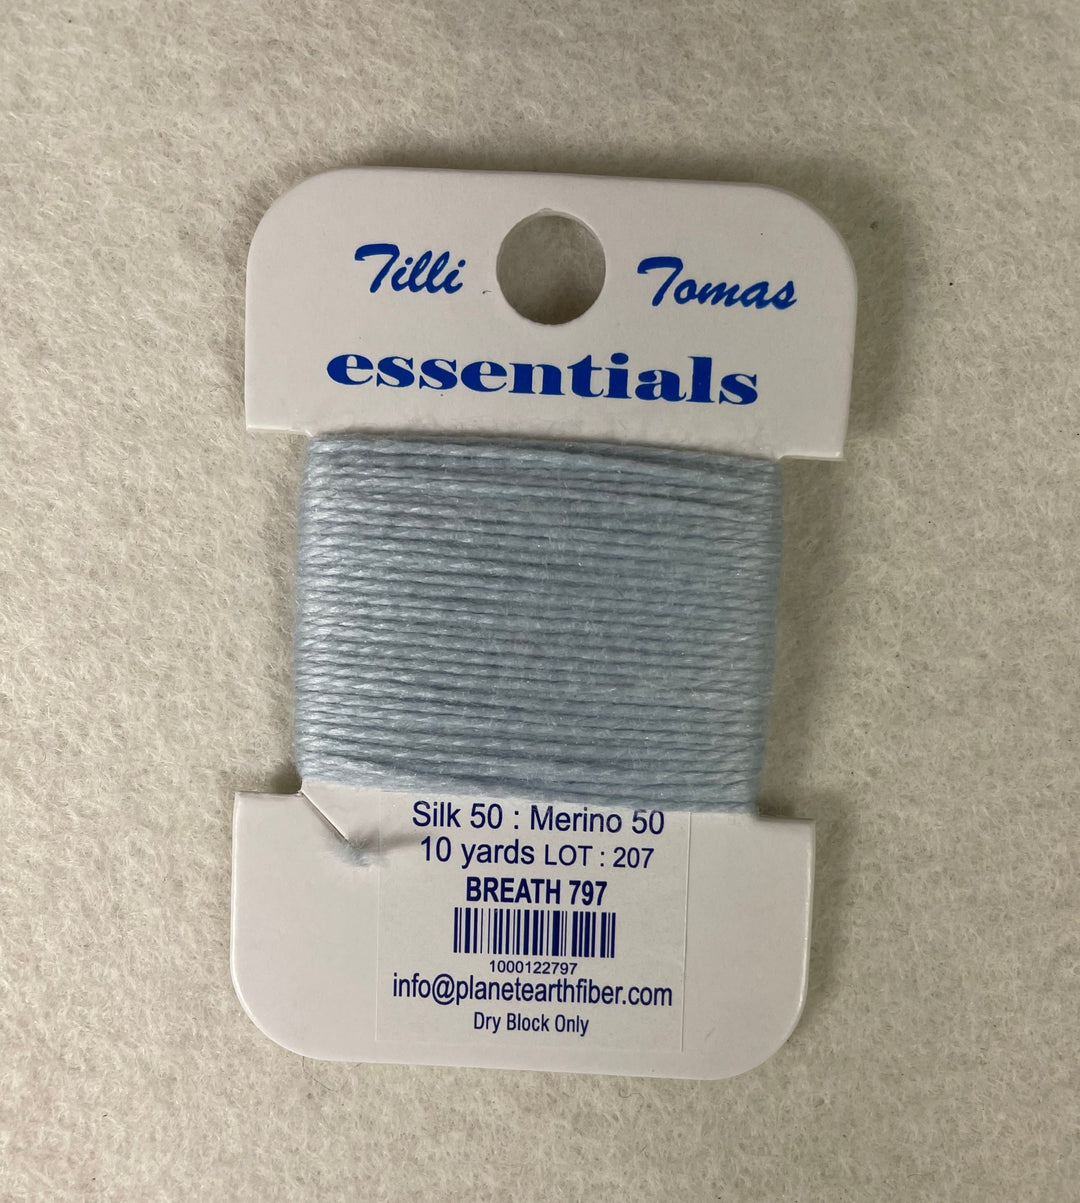 Tilli Tomas
essentials
Silk 50 : Merino 50
10 yards LOT : 207
BREATH 797
1000122797
info@planetearthfiber.com
Dry Block Only